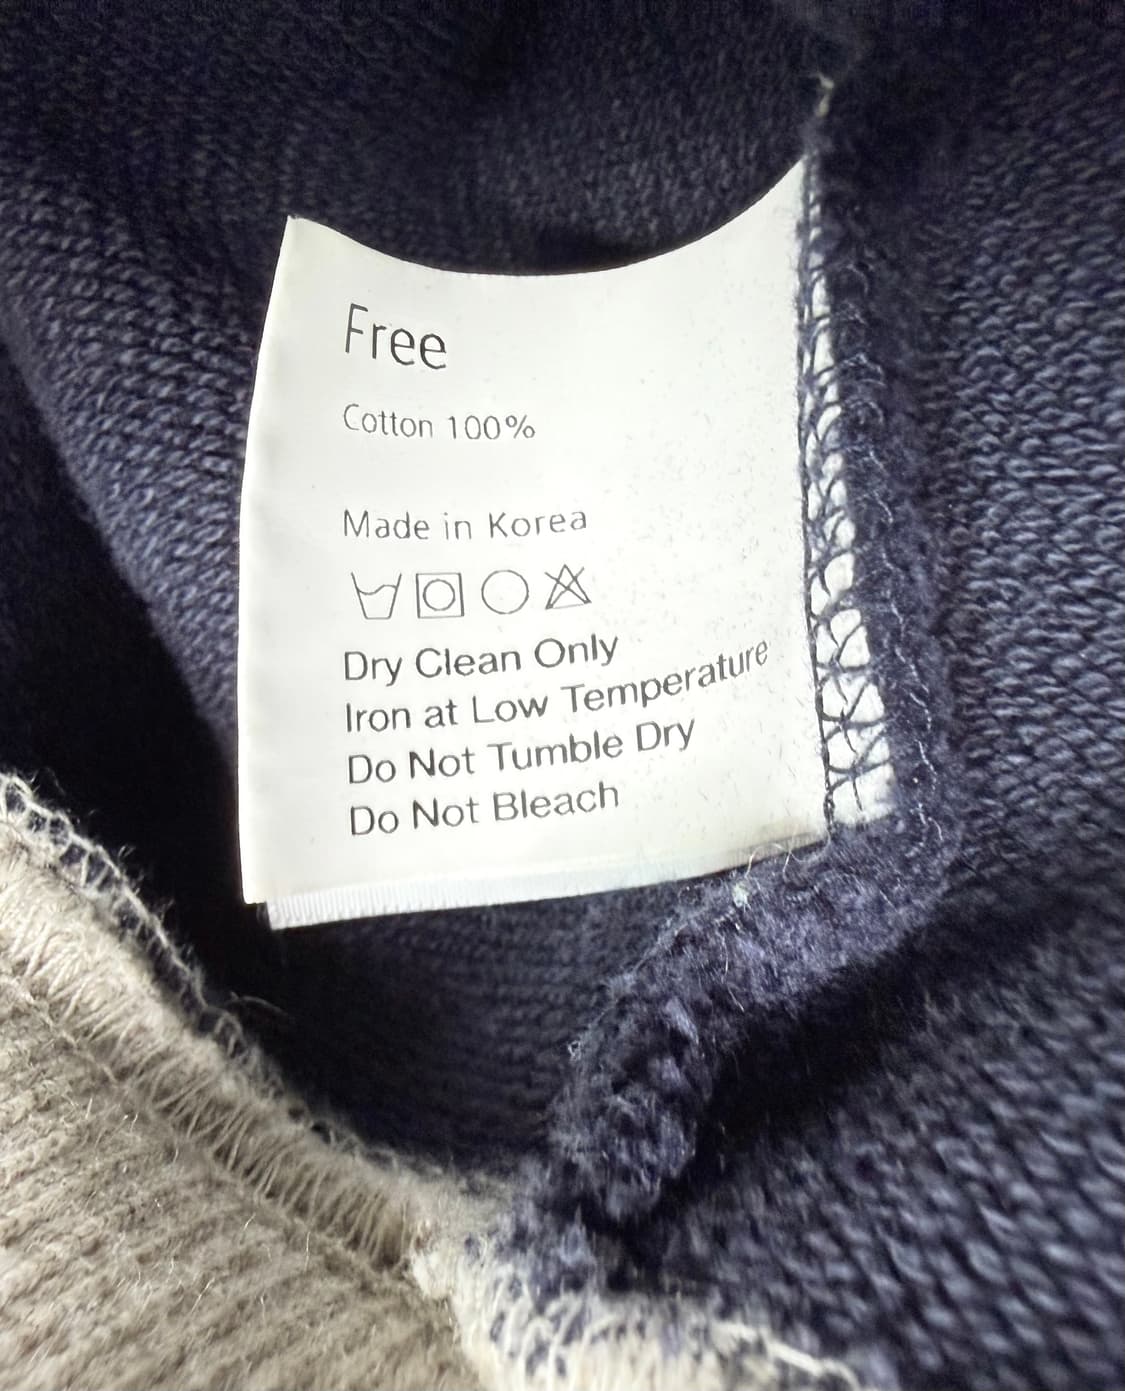 Free
Cotton 100%
Made in Korea
Dry Clean Only
Iron at Low Temperature
Do Not Tumble Dry
Do Not Bleach